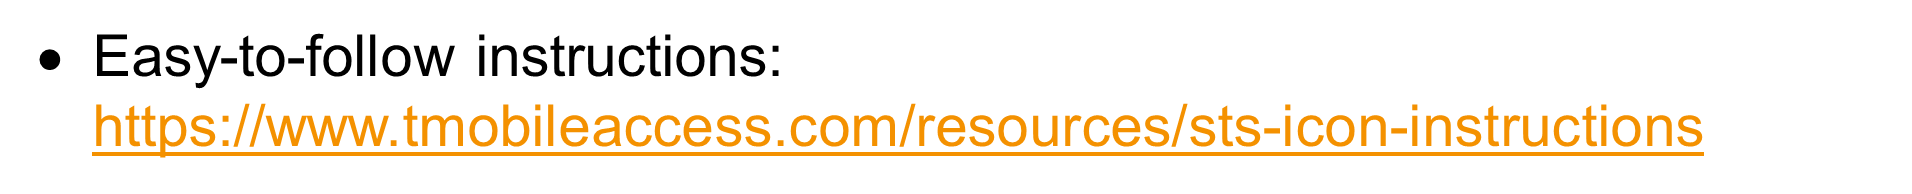 • Easy-to-follow instructions:
https://www.tmobileaccess.com/resources/sts-icon-instructions